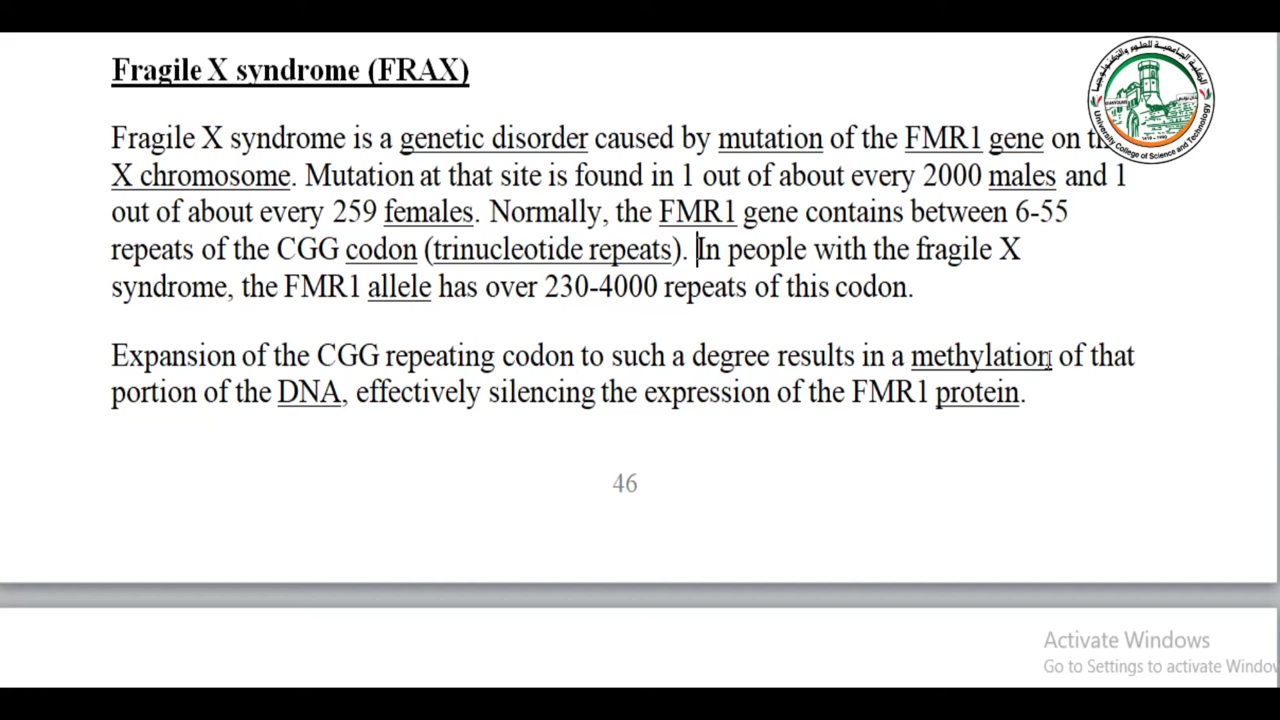 Fragile X syndrome (FRAX)
Fragile X syndrome is a genetic disorder caused by mutation of the FMR1 gene on
X chromosome. Mutation at that site is found in 1 out of about every 2000 males and 1
out of about every 259 females. Normally, the FMR1 gene contains between 6-55
repeats of the CGG codon (trinucleotide repeats). In people with the fragile X
syndrome, the FMR1 allele has over 230-4000 repeats of this codon.
Expansion of the CGG repeating codon to such a degree results in a methylation of that
portion of the DNA, effectively silencing the expression of the FMR1 protein.
46
الكلية الجامعية للعلوم والتكنولوجيا
University College of Science and Technology
Activate Windows
Go to Settings to activate Windo